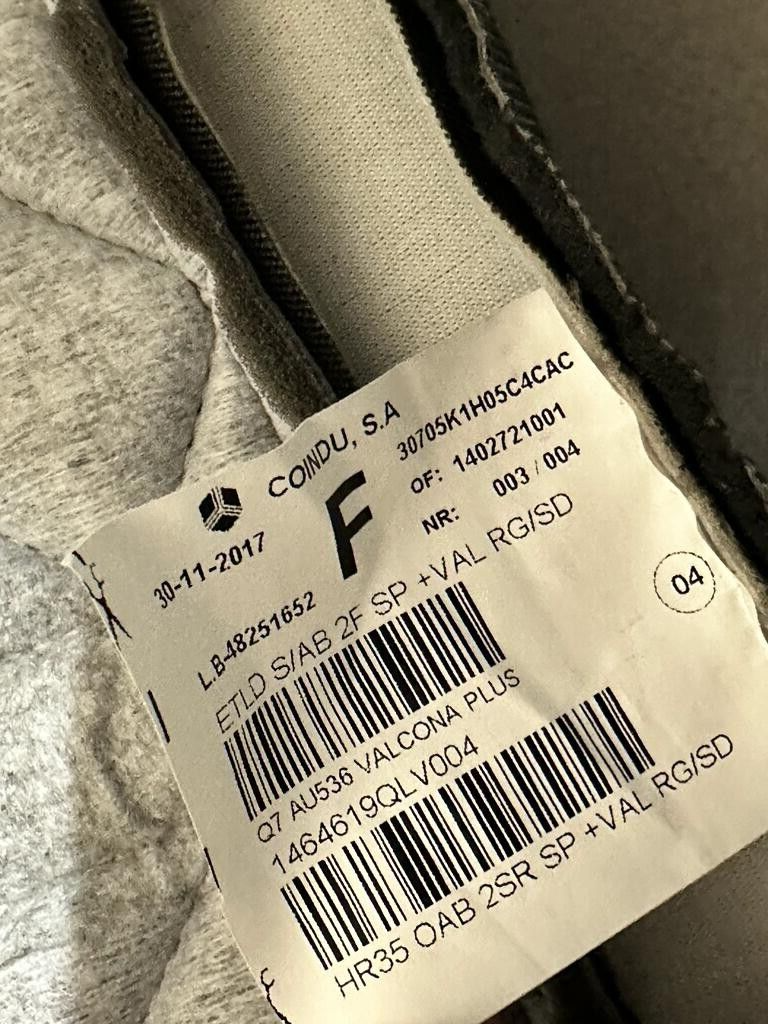 COINDU, S.A
30-11-2017
F
30705K1H05C4CAC
OF: 1402721001
NR: 003 / 004
L.B-48251652
ETLD S/AB 2F SP +VAL RG/SD
04
Q7 AU536 VALCONA PLUS
1464619QLV004
HR35 OAB 2SR SP +VAL RG/SD